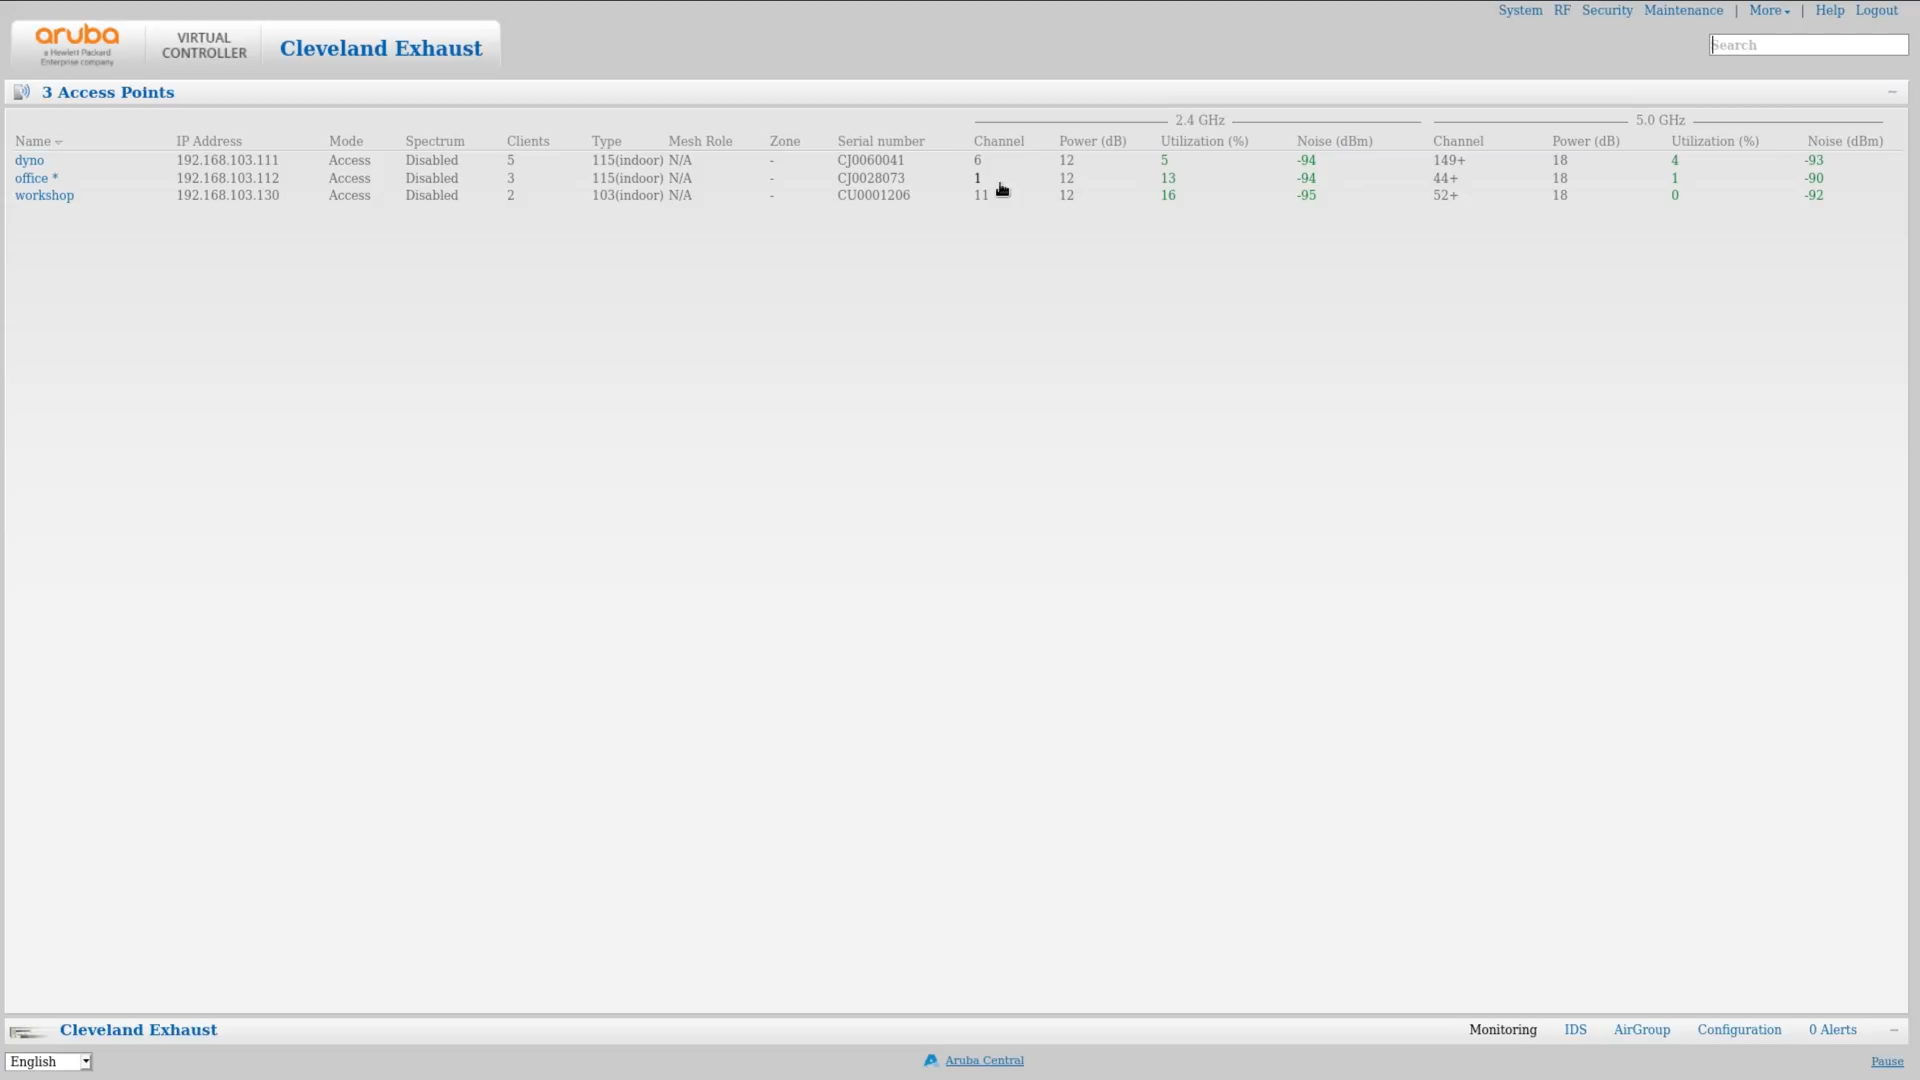 System RF Security Maintenance | More | Help Logout
aruba
a Hewlett Packard
Enterprise company
VIRTUAL
CONTROLLER
Cleveland Exhaust
Search
3 Access Points
2.4 GHz 5.0 GHz
Name IP Address Mode Spectrum Clients Type Mesh Role Zone Serial number Channel Power (dB) Utilization (%) Noise (dBm) Channel Power (dB) Utilization (%) Noise (dBm)
dyno 192.168.103.111 Access Disabled 5 115(indoor) N/A - CJ0060041 6 12 5 -94 149+ 18 4 -93
office * 192.168.103.112 Access Disabled 3 115(indoor) N/A - CJ0028073 1 12 13 -94 44+ 18 1 -90
workshop 192.168.103.130 Access Disabled 2 103(indoor) N/A - CU0001206 11 12 16 -95 52+ 18 0 -92
Cleveland Exhaust Monitoring IDS AirGroup Configuration 0 Alerts
English Aruba Central Pause